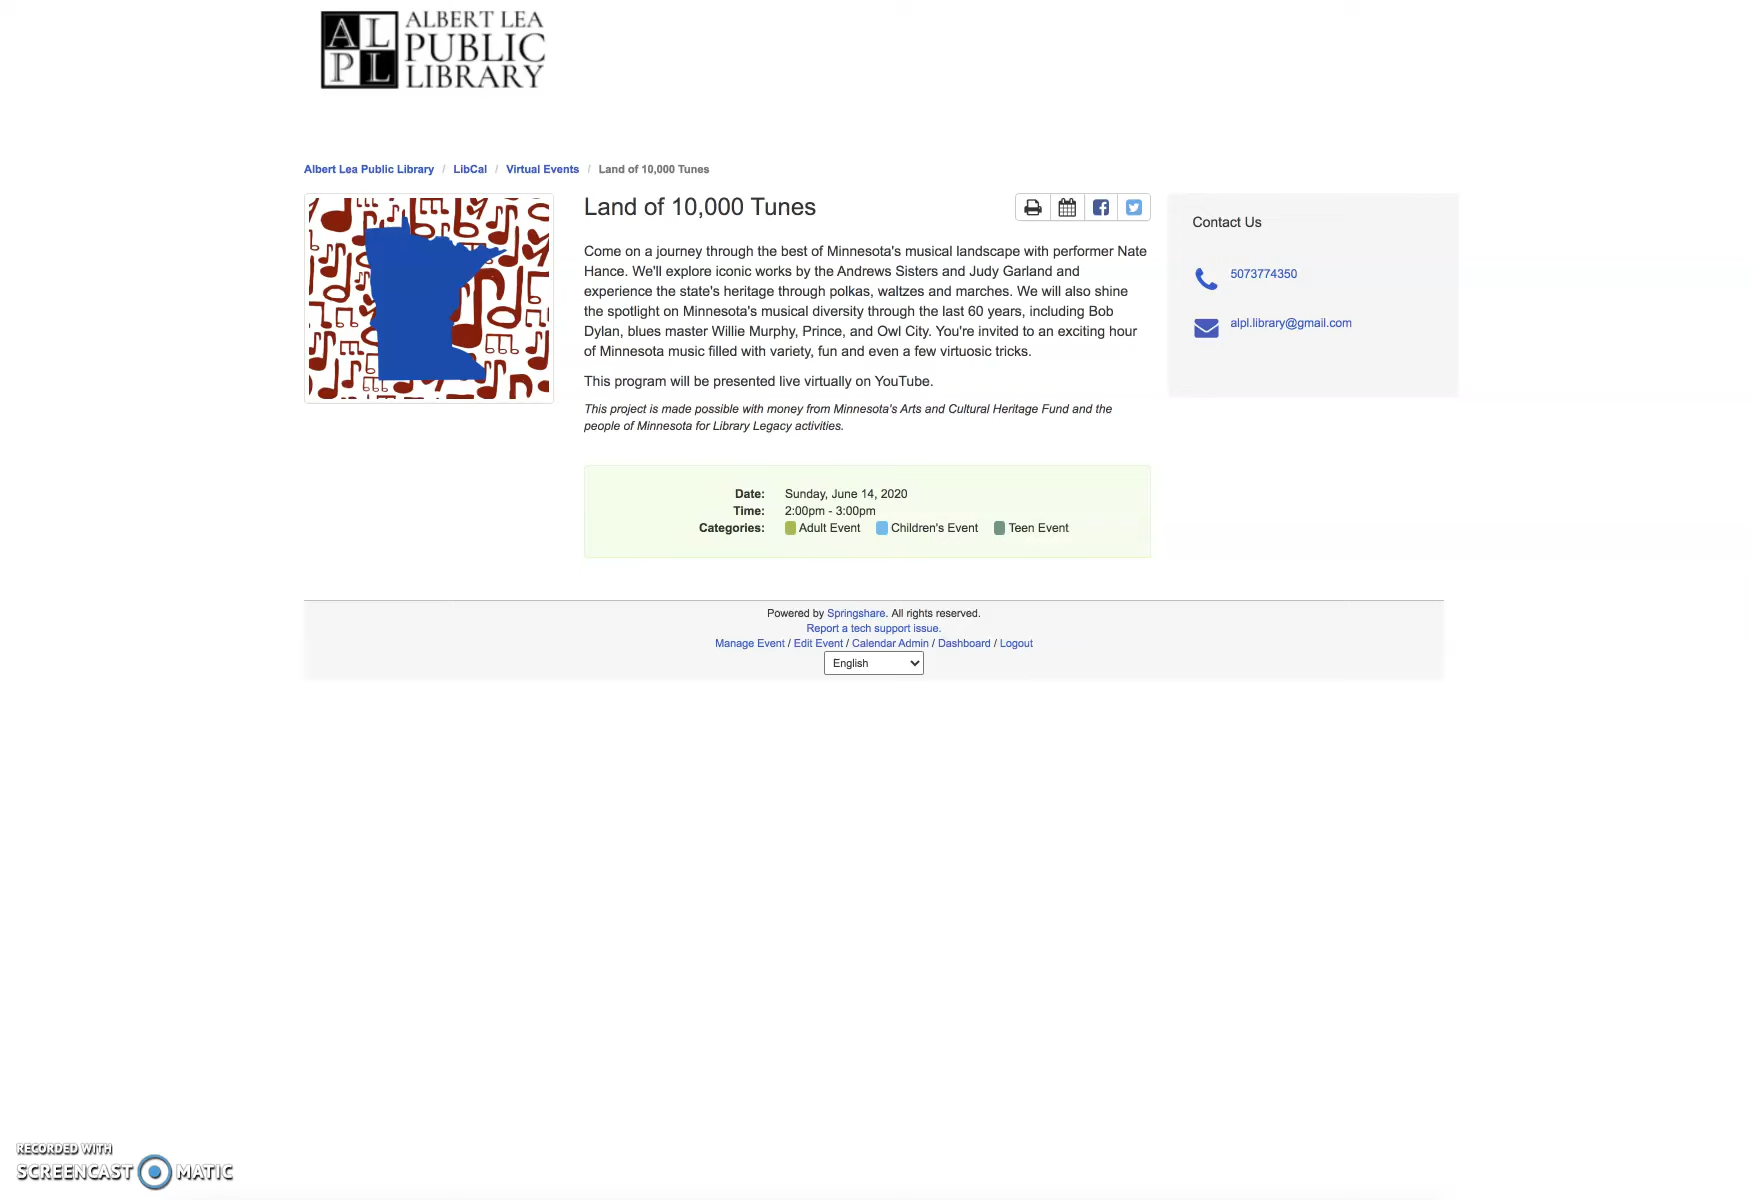 AL
PL
ALBERT LEA
PUBLIC
LIBRARY
Albert Lea Public Library / LibCal / Virtual Events / Land of 10,000 Tunes
Land of 10,000 Tunes
Come on a journey through the best of Minnesota's musical landscape with performer Nate
Hance. We'll explore iconic works by the Andrews Sisters and Judy Garland and
experience the state's heritage through polkas, waltzes and marches. We will also shine
the spotlight on Minnesota's musical diversity through the last 60 years, including Bob
Dylan, blues master Willie Murphy, Prince, and Owl City. You're invited to an exciting hour
of Minnesota music filled with variety, fun and even a few virtuosic tricks.
This program will be presented live virtually on YouTube.
This project is made possible with money from Minnesota's Arts and Cultural Heritage Fund and the
people of Minnesota for Library Legacy activities.
Date: Sunday, June 14, 2020
Time: 2:00pm - 3:00pm
Categories: Adult Event Children's Event Teen Event
Contact Us
5073774350
alpl.library@gmail.com
Powered by Springshare. All rights reserved.
Report a tech support issue.
Manage Event / Edit Event / Calendar Admin / Dashboard / Logout
English
RECORDED WITH
SCREENCAST MATIC